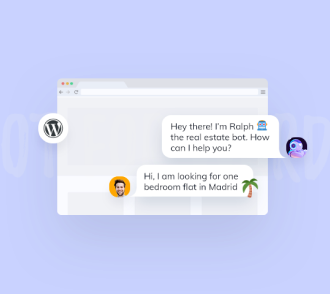 Hey there! I'm Ralph
the real estate bot. How
can I help you?
Hi, I am looking for one
bedroom flat in Madrid